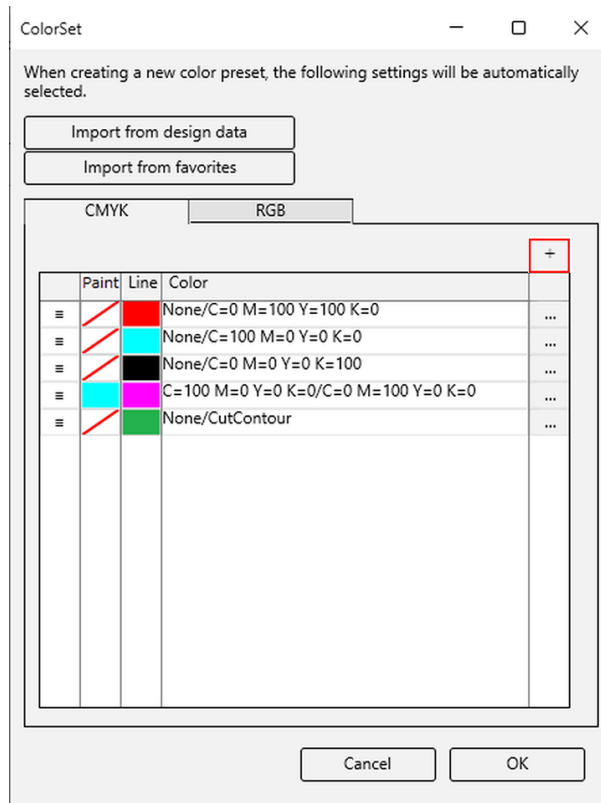 ColorSet
When creating a new color preset, the following settings will be automatically
selected.
Import from design data
Import from favorites
CMYK RGB
+
Paint Line Color
≡ None/C=0 M=100 Y=100 K=0 ...
≡ None/C=100 M=0 Y=0 K=0 ...
≡ None/C=0 M=0 Y=0 K=100 ...
≡ C=100 M=0 Y=0 K=0/C=0 M=100 Y=0 K=0 ...
≡ None/CutContour ...
Cancel OK